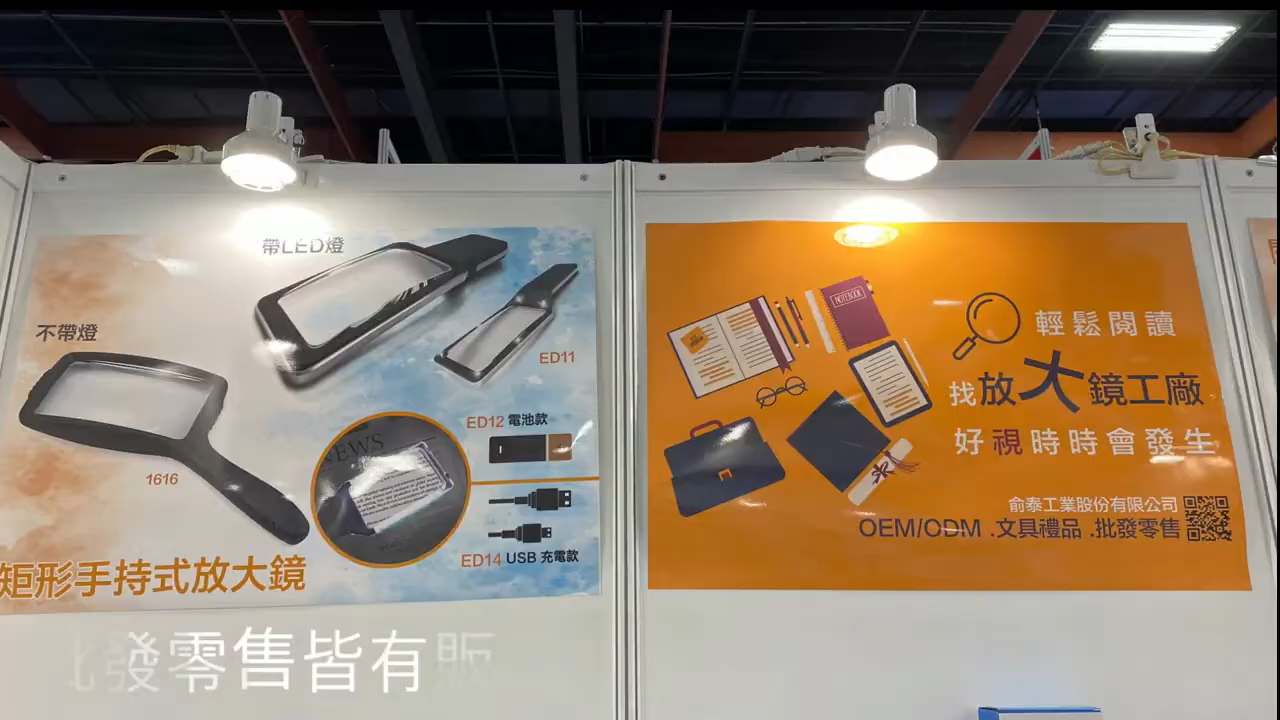 帶LED燈
不帶燈
ED11
1616
ED12 電池款
NEWS
ED14 USB 充電款
矩形手持式放大鏡
NOTEBOOK
輕鬆閱讀
找放大鏡工廠
好視時時會發生
俞泰工業股份有限公司
OEM/ODM .文具禮品 .批發零售
批發零售皆有販